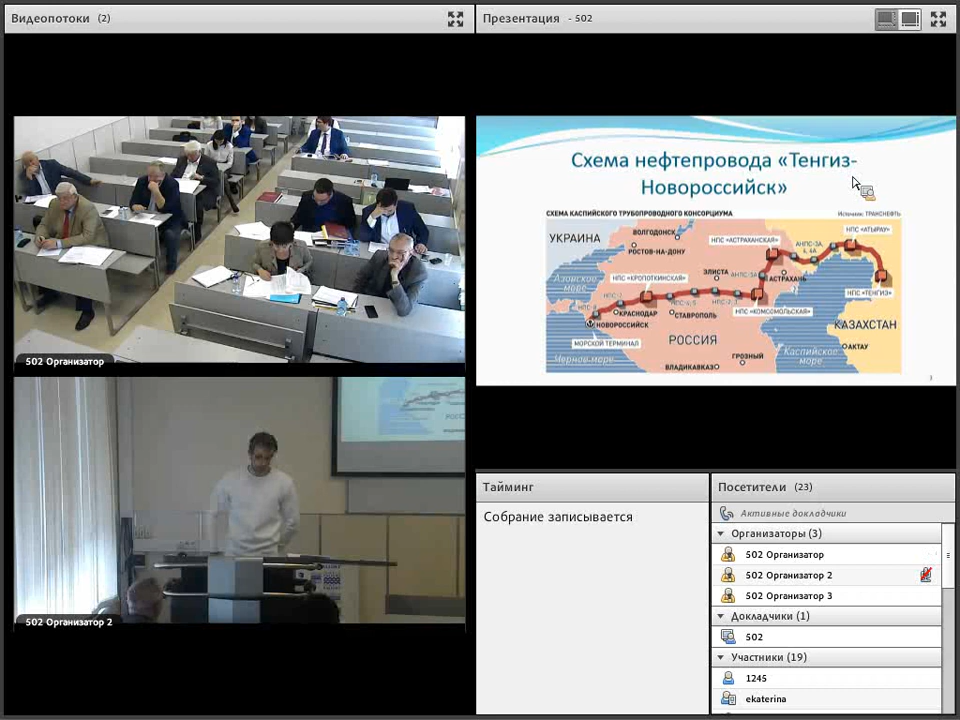 Видеопотоки (2)
502 Организатор
502 Организатор 2
Презентация - 502
Схема нефтепровода «Тенгиз-
Новороссийск»
СХЕМА КАСПИЙСКОГО ТРУБОПРОВОДНОГО КОНСОРЦИУМА
Источник: ТРАНСНЕФТЬ
УКРАИНА
ВОЛГОДОНСК
РОСТОВ-НА-ДОНУ
НПС «АСТРАХАНСКАЯ»
НПС «АТЫРАУ»
Азовское
море
НПС «КРОПОТКИНСКАЯ»
ЭЛИСТА
АСТРАХАНЬ
НПС «ТЕНГИЗ»
КРАСНОДАР
СТАВРОПОЛЬ
НПС «КОМСОМОЛЬСКАЯ»
НОВОРОССИЙСК
МОРСКОЙ ТЕРМИНАЛ
РОССИЯ
КАЗАХСТАН
Черное море
ГРОЗНЫЙ
Каспийское
море
АКТАУ
ВЛАДИКАВКАЗ
3
Тайминг
Собрание записывается
Посетители (23)
Активные докладчики
Организаторы (3)
502 Организатор
502 Организатор 2
502 Организатор 3
Докладчики (1)
502
Участники (19)
1245
ekaterina